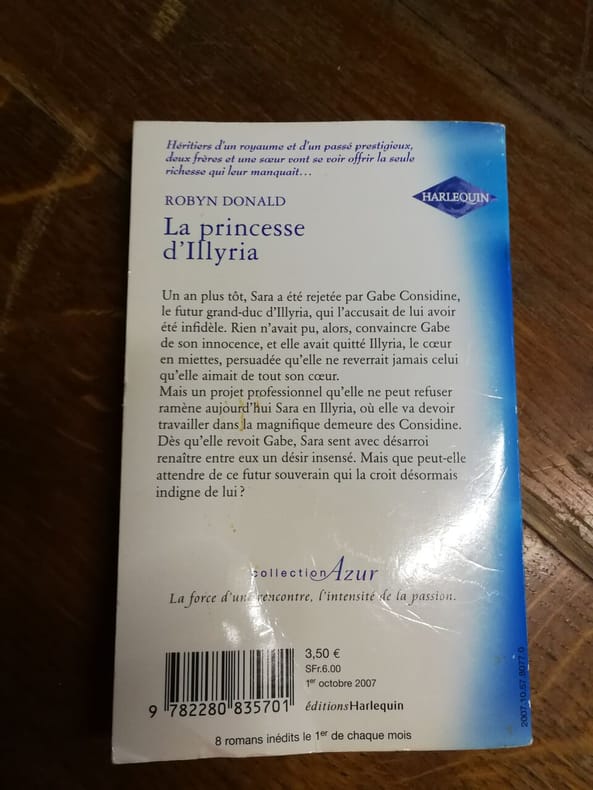 Héritiers d'un royaume et d'un passé prestigieux,
deux frères et une sœur vont se voir offrir la seule
richesse qui leur manquait...
HARLEQUIN
ROBYN DONALD
La princesse
d'Illyria
Un an plus tôt, Sara a été rejetée par Gabe Considine,
le futur grand-duc d'Illyria, qui l'accusait de lui avoir
été infidèle. Rien n'avait pu, alors, convaincre Gabe
de son innocence, et elle avait quitté Illyria, le cœur
en miettes, persuadée qu'elle ne reverrait jamais celui
qu'elle aimait de tout son cœur.
Mais un projet professionnel qu'elle ne peut refuser
ramène aujourd'hui Sara en Illyria, où elle va devoir
travailler dans la magnifique demeure des Considine.
Dès qu'elle revoit Gabe, Sara sent avec désarroi
renaître entre eux un désir insensé. Mais que peut-elle
attendre de ce futur souverain qui la croit désormais
indigne de lui ?
collection Azur
La force d'une rencontre, l'intensité de la passion.
3,50 €
SFr.6.00
1er octobre 2007
éditionsHarlequin
9 782280 835701
2007.10.57.8077.0
8 romans inédits le 1er de chaque mois